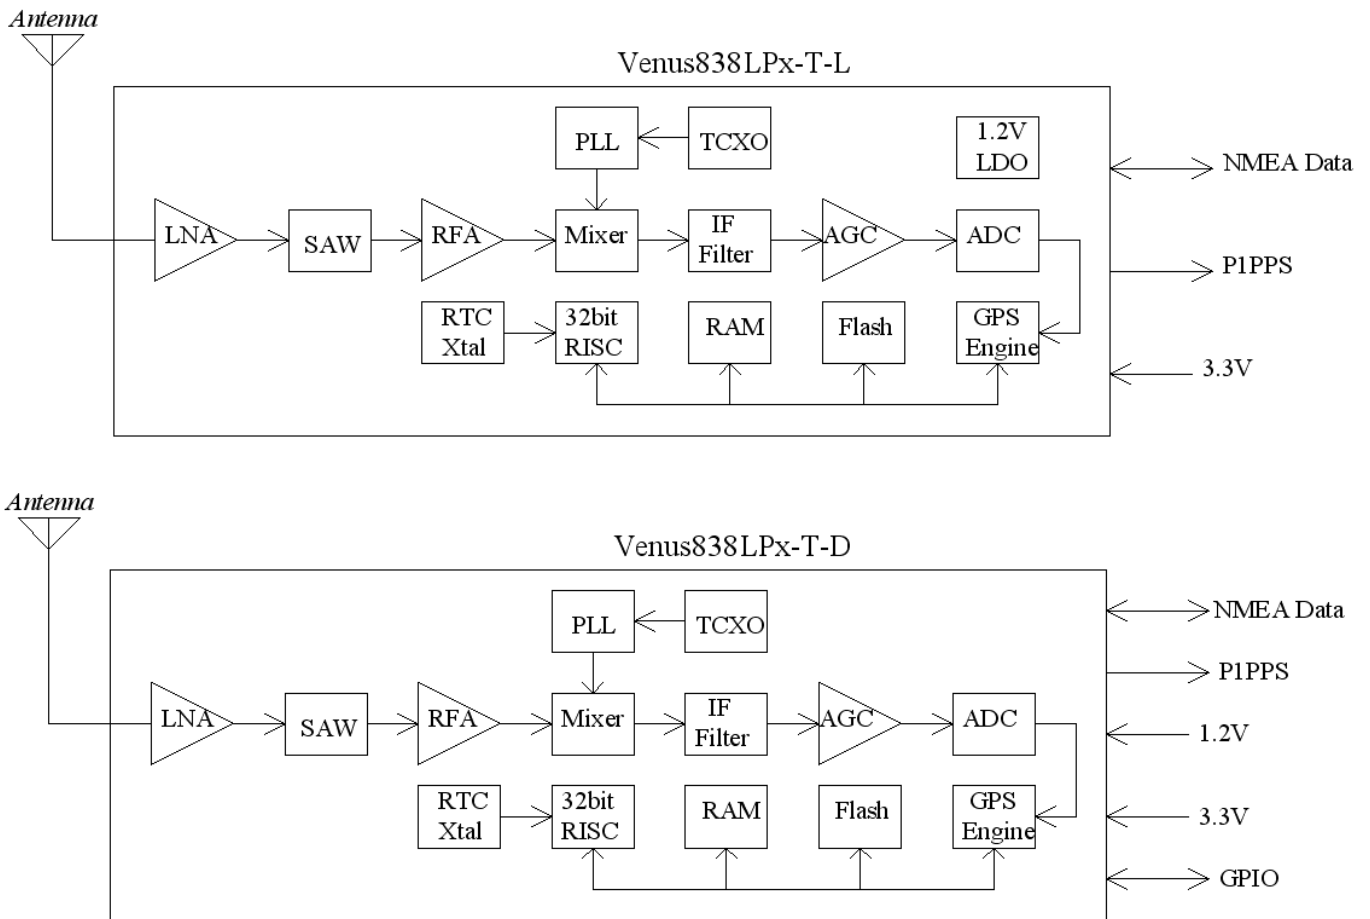 Antenna
Venus838LPx-T-L
PLL
TCXO
1.2V
LDO
NMEA Data
LNA
SAW
RFA
Mixer
IF
Filter
AGC
ADC
P1PPS
RTC
Xtal
32bit
RISC
RAM
Flash
GPS
Engine
3.3V
Antenna
Venus838LPx-T-D
PLL
TCXO
NMEA Data
P1PPS
LNA
SAW
RFA
Mixer
IF
Filter
AGC
ADC
1.2V
RTC
Xtal
32bit
RISC
RAM
Flash
GPS
Engine
3.3V
GPIO